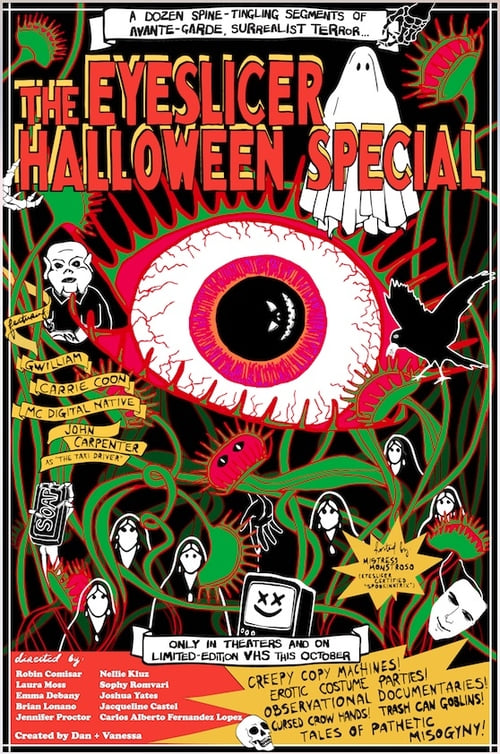 A DOZEN SPINE-TINGLING SEGMENTS OF
AVANTE-GARDE, SURREALIST TERROR...
THE EYESLICER
HALLOWEEN SPECIAL
featuring
GWILLIAM
CARRIE COON
MC DIGITAL NATIVE
JOHN
CARPENTER
AS "THE TAXI DRIVER"
SOAP
hosted by
MISTRESS
MONSTROSO
(EYESLICER
CERTIFIED
"SPOOKINATRIX")
ONLY IN THEATERS AND ON
LIMITED-EDITION VHS THIS OCTOBER
directed by:
Robin Comisar
Laura Moss
Emma Debany
Brian Lonano
Jennifer Proctor
Nellie Kluz
Sophy Romvari
Joshua Yates
Jacqueline Castel
Carlos Alberto Fernandez Lopez
Created by Dan + Vanessa
CREEPY COPY MACHINES!
EROTIC COSTUME PARTIES!
OBSERVATIONAL DOCUMENTARIES!
CURSED CROW HANDS! TRASH CAN GOBLINS!
TALES OF PATHETIC
MISOGYNY!